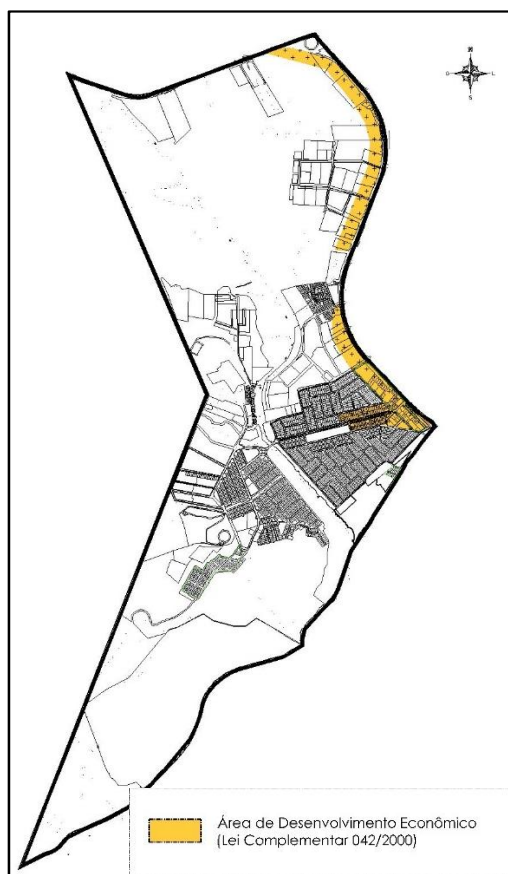 N
O
L
S
Área de Desenvolvimento Econômico
(Lei Complementar 042/2000)